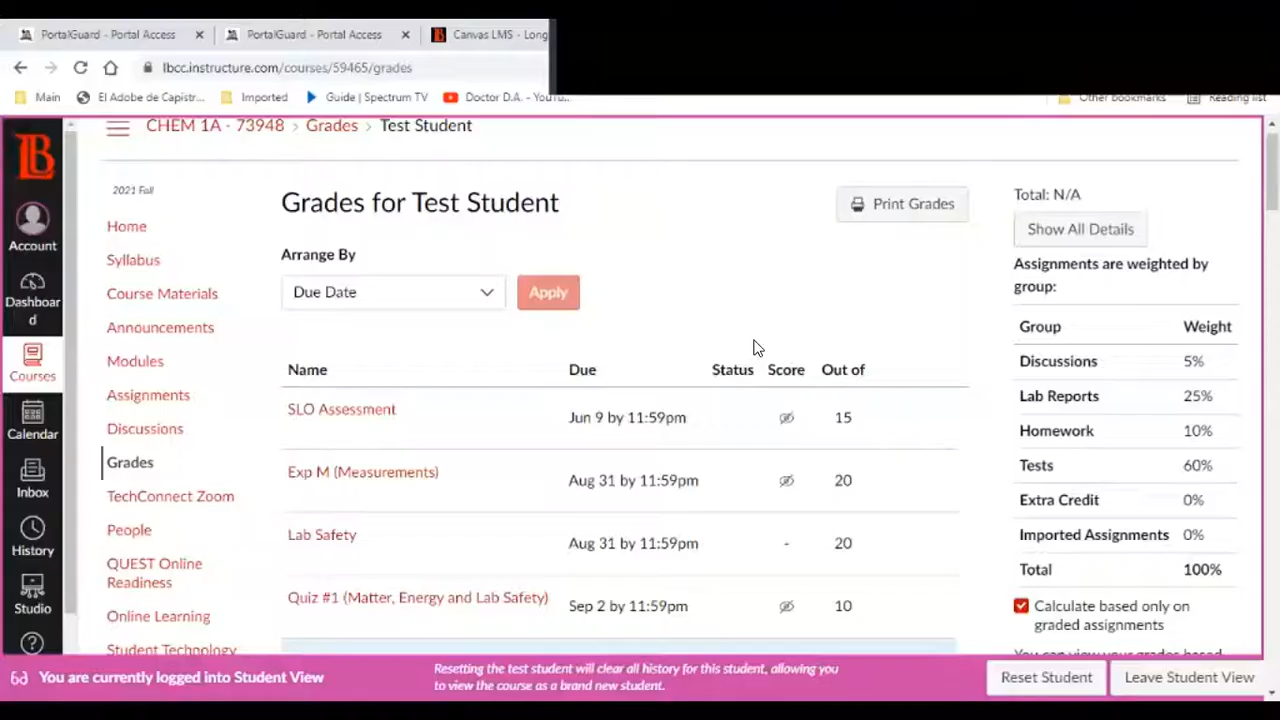 PortalGuard - Portal Access
PortalGuard - Portal Access
Canvas LMS - Long
lbcc.instructure.com/courses/59465/grades
Main
El Adobe de Capistr...
Imported
Guide | Spectrum TV
Doctor D.A. - YouTu...
Other bookmarks
Reading list
CHEM 1A - 73948 > Grades > Test Student
Account
Dashboar
d
Courses
Calendar
Inbox
History
Studio
2021 Fall
Home
Syllabus
Course Materials
Announcements
Modules
Assignments
Discussions
Grades
TechConnect Zoom
People
QUEST Online
Readiness
Online Learning
Student Technology
Grades for Test Student
Print Grades
Arrange By
Due Date
Apply
Name Due Status Score Out of
SLO Assessment Jun 9 by 11:59pm 15
Exp M (Measurements) Aug 31 by 11:59pm 20
Lab Safety Aug 31 by 11:59pm - 20
Quiz #1 (Matter, Energy and Lab Safety) Sep 2 by 11:59pm 10
Total: N/A
Show All Details
Assignments are weighted by
group:
Group Weight
Discussions 5%
Lab Reports 25%
Homework 10%
Tests 60%
Extra Credit 0%
Imported Assignments 0%
Total 100%
Calculate based only on
graded assignments
You can view your grades based
You are currently logged into Student View
Resetting the test student will clear all history for this student, allowing you
to view the course as a brand new student.
Reset Student
Leave Student View